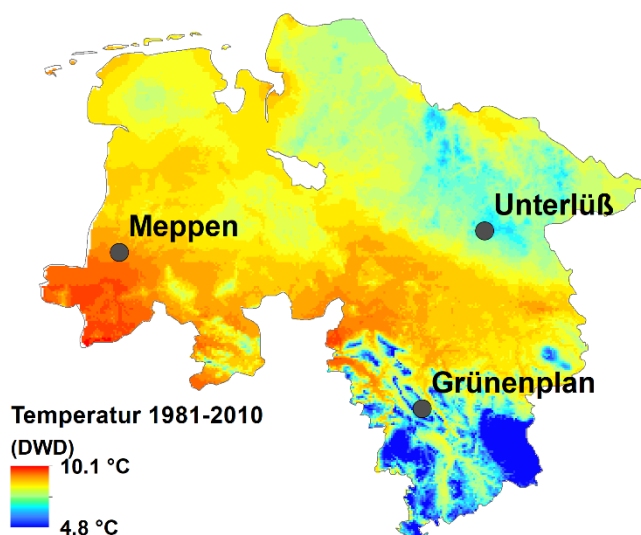 Unterlüß
Meppen
Grünenplan
Temperatur 1981-2010
(DWD)
10.1 °C
4.8 °C